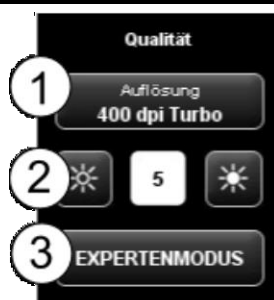 Qualität
1
Auflösung
400 dpi Turbo
2
5
3
EXPERTENMODUS